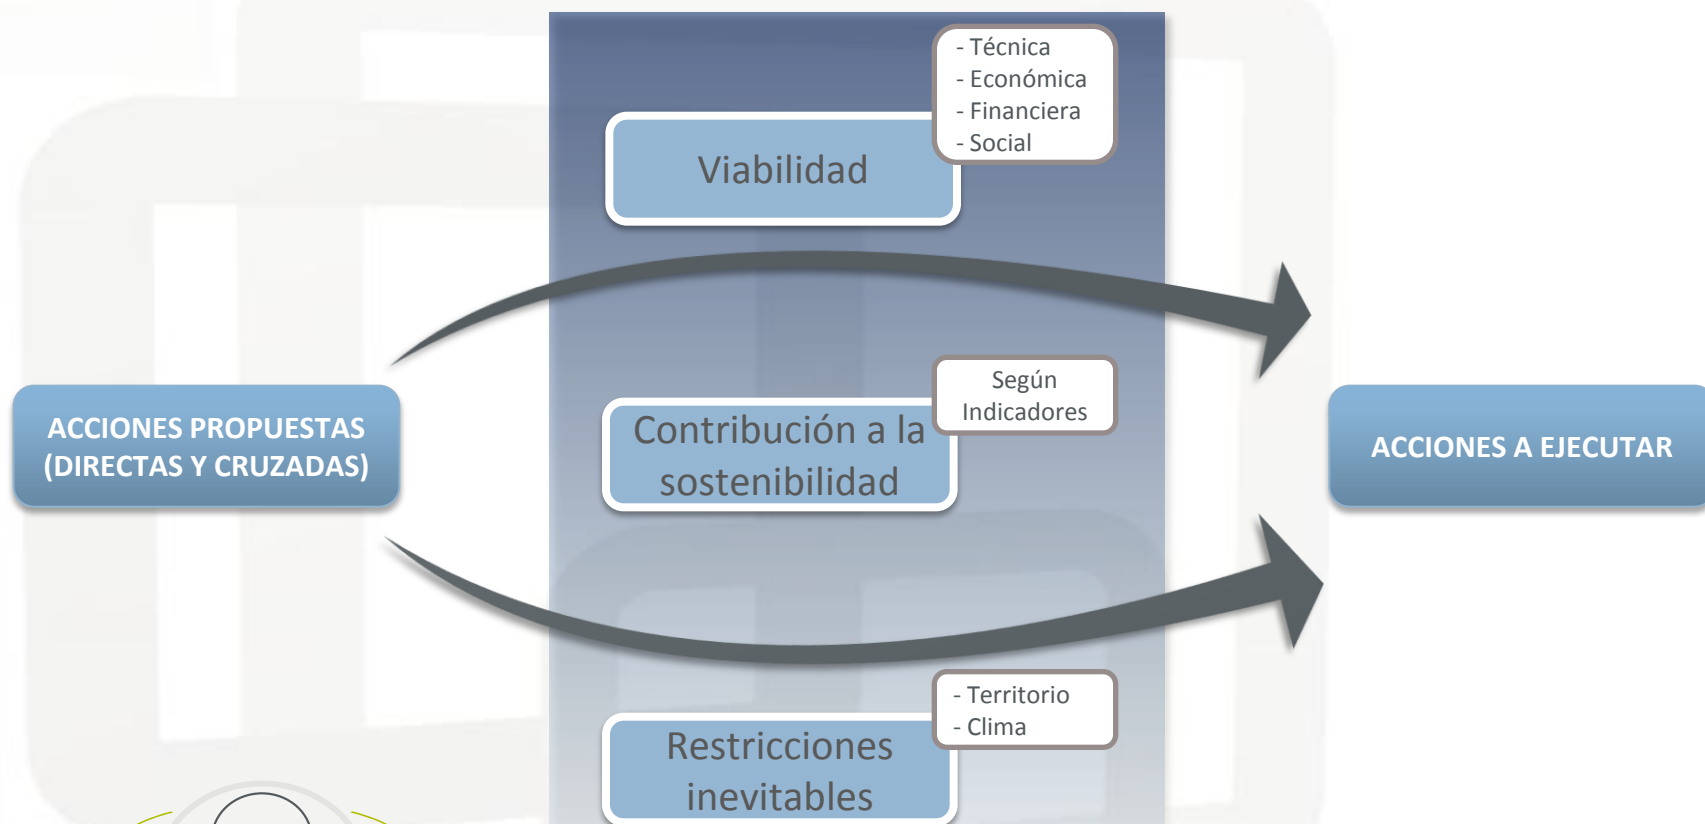 - Técnica
- Económica
- Financiera
- Social
Viabilidad
Según
Indicadores
Contribución a la
sostenibilidad
ACCIONES PROPUESTAS
(DIRECTAS Y CRUZADAS)
ACCIONES A EJECUTAR
- Territorio
- Clima
Restricciones
inevitables